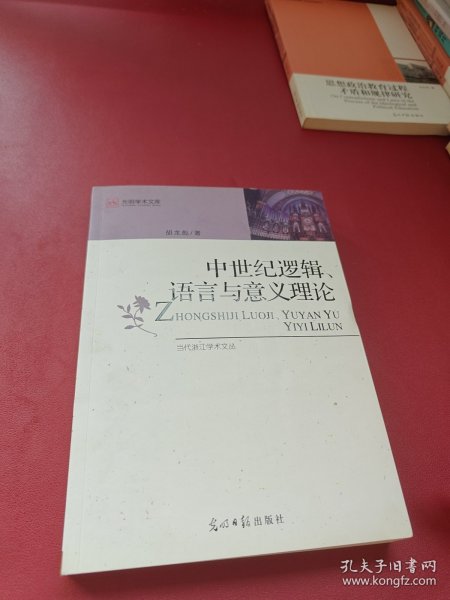 思想政治教育过程
矛盾和规律研究
光明学术文库
胡龙彪/著
中世纪逻辑、
语言与意义理论
ZHONGSHIJI LUOJI、YUYAN YU
YIYI LILUN
当代浙江学术文丛
光明日报出版社
孔夫子旧书网
www.kongfz.com